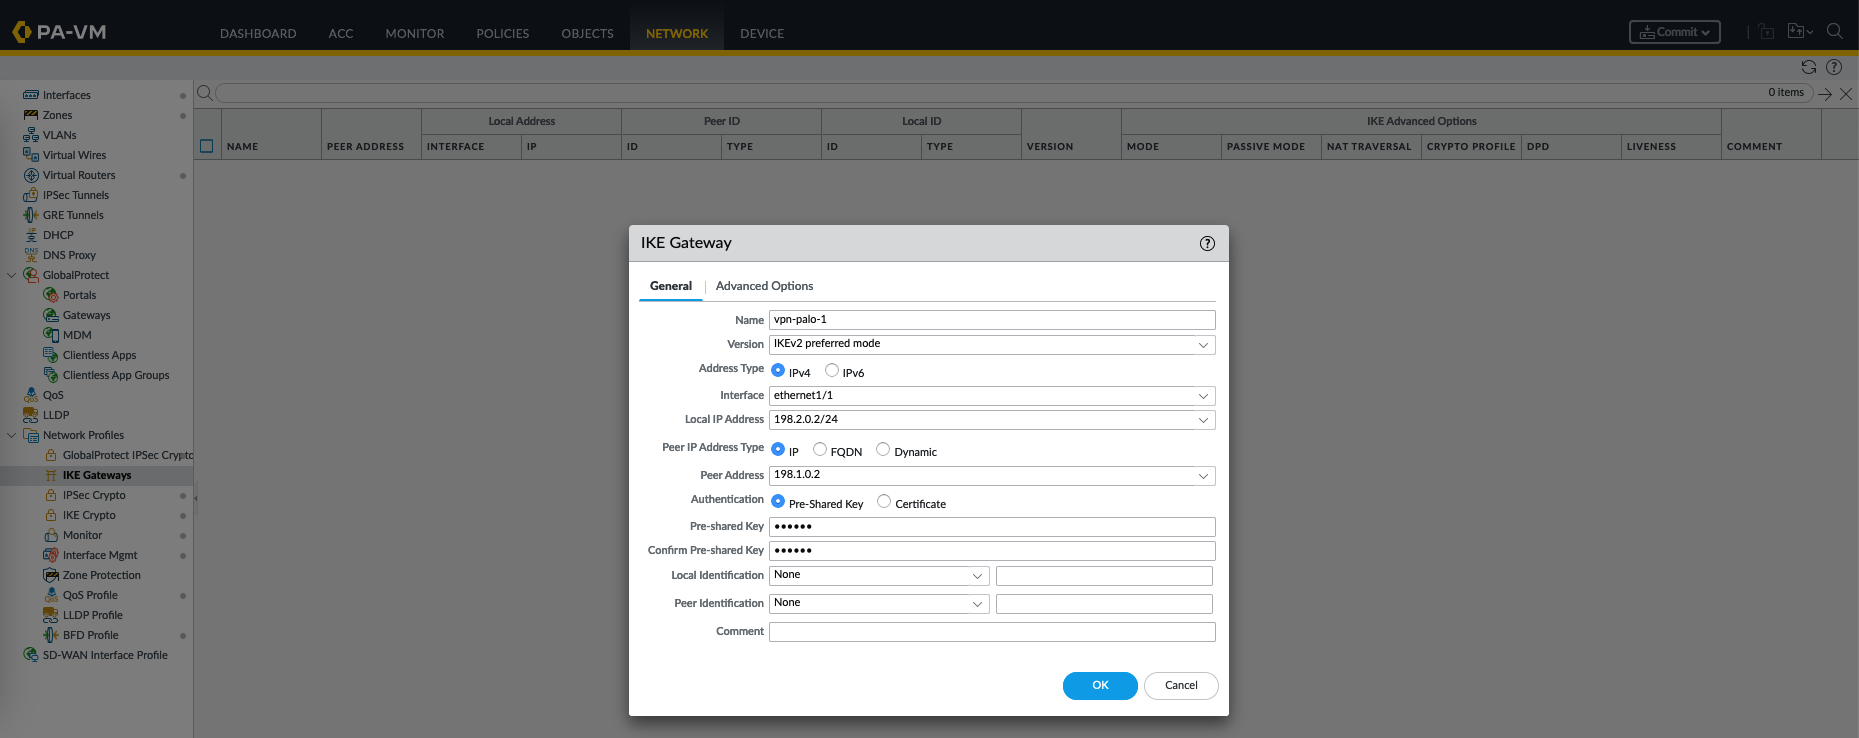 PA-VM
DASHBOARD ACC MONITOR POLICIES OBJECTS NETWORK DEVICE
Commit
0 items
Interfaces
Zones
VLANs
Virtual Wires
Virtual Routers
IPSec Tunnels
GRE Tunnels
DHCP
DNS Proxy
GlobalProtect
Portals
Gateways
MDM
Clientless Apps
Clientless App Groups
QoS
LLDP
Network Profiles
GlobalProtect IPSec Crypto
IKE Gateways
IPSec Crypto
IKE Crypto
Monitor
Interface Mgmt
Zone Protection
QoS Profile
LLDP Profile
BFD Profile
SD-WAN Interface Profile
Local Address Peer ID Local ID IKE Advanced Options
NAME PEER ADDRESS INTERFACE IP ID TYPE ID TYPE VERSION MODE PASSIVE MODE NAT TRAVERSAL CRYPTO PROFILE DPD LIVENESS COMMENT
IKE Gateway
General Advanced Options
Name vpn-palo-1
Version IKEv2 preferred mode
Address Type IPv4 IPv6
Interface ethernet1/1
Local IP Address 198.2.0.2/24
Peer IP Address Type IP FQDN Dynamic
Peer Address 198.1.0.2
Authentication Pre-Shared Key Certificate
Pre-shared Key ••••••
Confirm Pre-shared Key ••••••
Local Identification None
Peer Identification None
Comment
OK Cancel